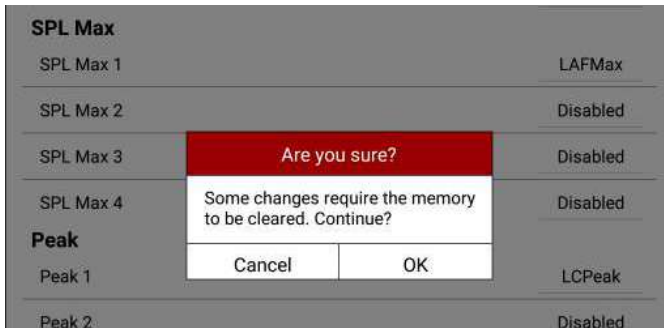 SPL Max
SPL Max 1 LAFMax
SPL Max 2 Disabled
SPL Max 3 Disabled
SPL Max 4 Disabled
Are you sure?
Some changes require the memory
to be cleared. Continue?
Cancel OK
Peak
Peak 1 LCPeak
Peak 2 Disabled